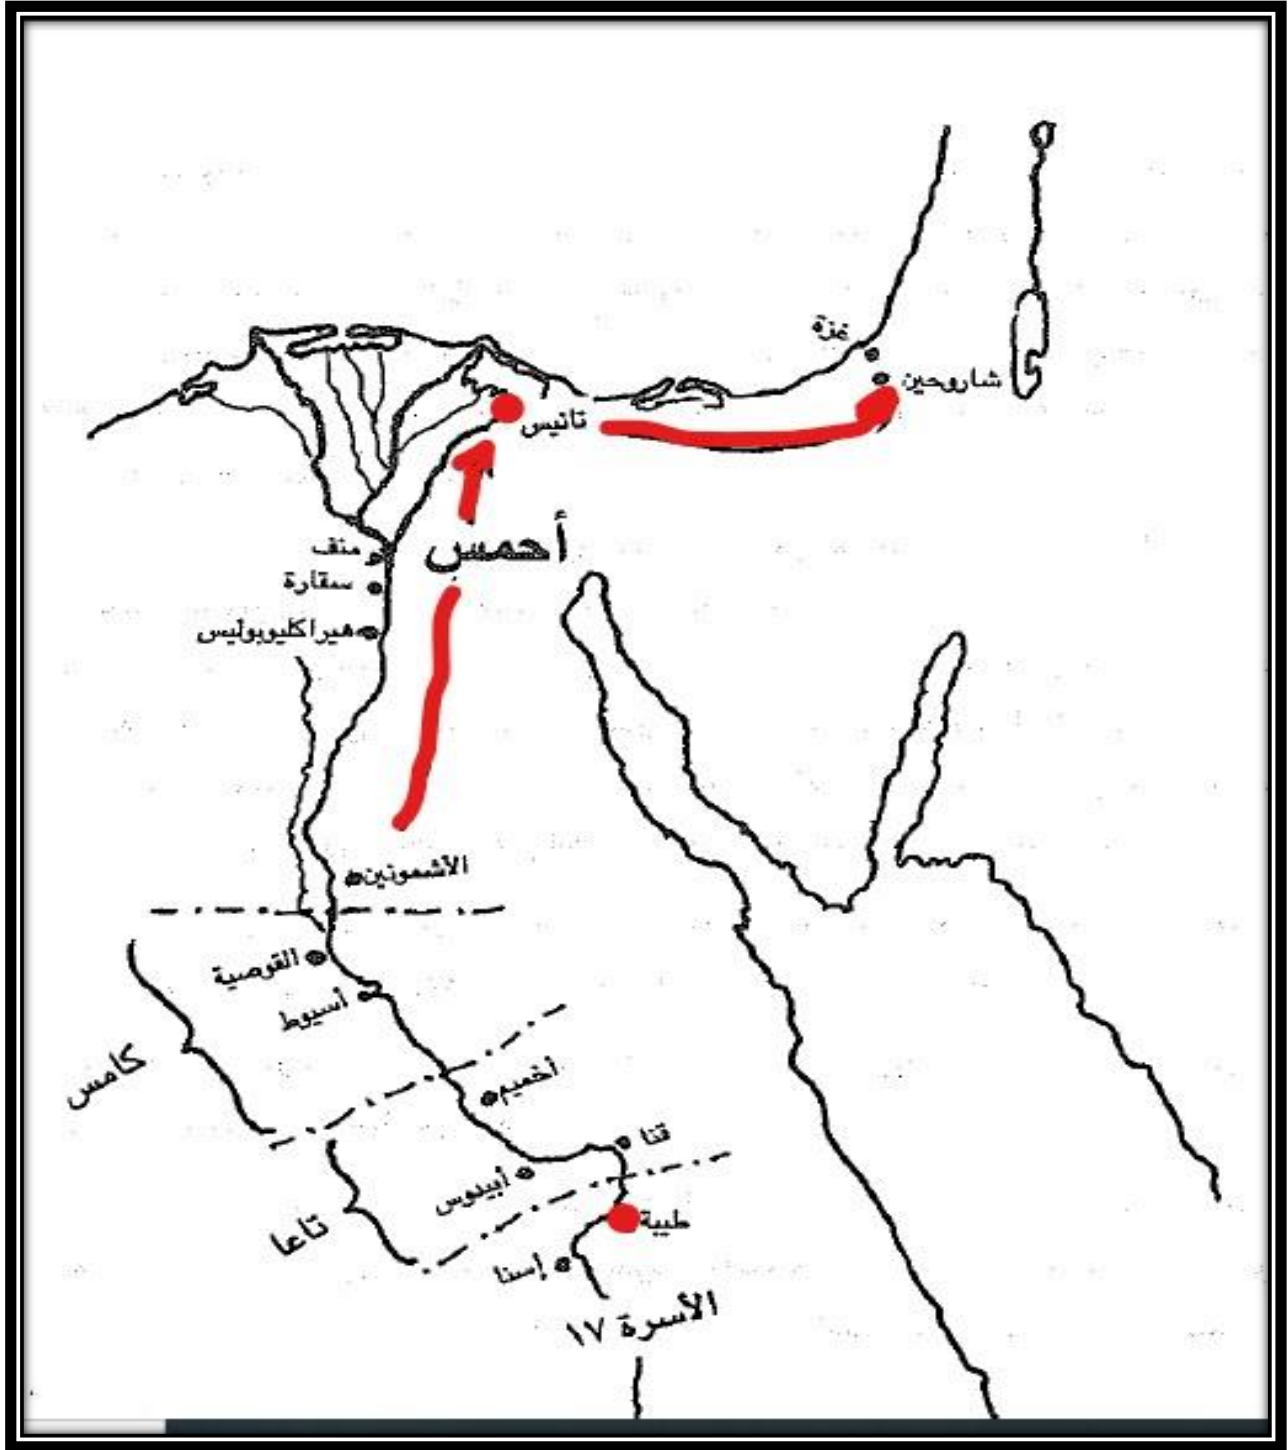 غزة
شاروحين
تانيس
أحمس
منف
سقارة
هيراكليوبوليس
الأشمونين
القوصية
أسيوط
كامس
أخميم
قنا
أبيدوس
تاعا
طيبة
إسنا
الأسرة ١٧